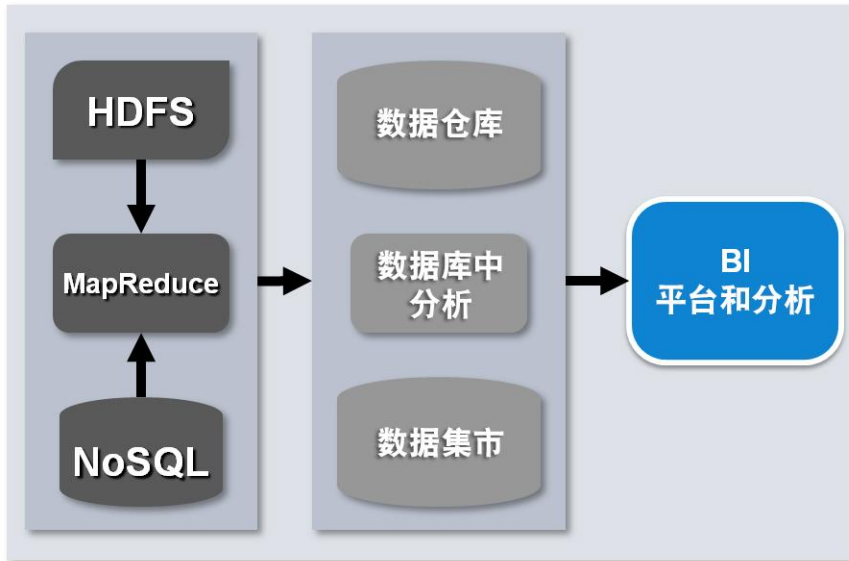 HDFS
MapReduce
NoSQL
数据仓库
数据库中
分析
数据集市
BI
平台和分析